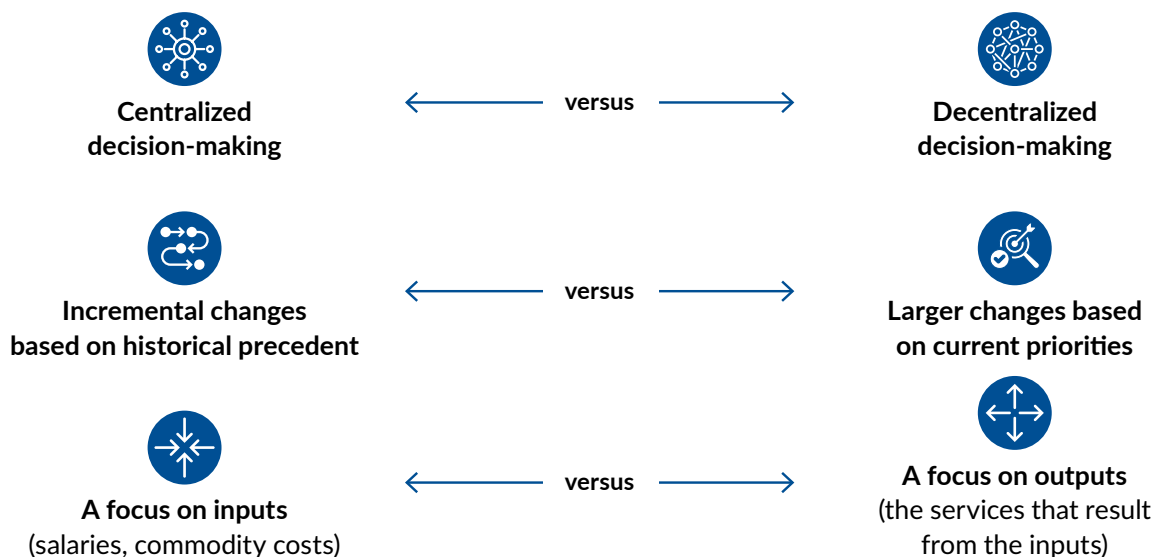 Centralized
decision-making
versus
Decentralized
decision-making
Incremental changes
based on historical precedent
versus
Larger changes based
on current priorities
A focus on inputs
(salaries, commodity costs)
versus
A focus on outputs
(the services that result
from the inputs)